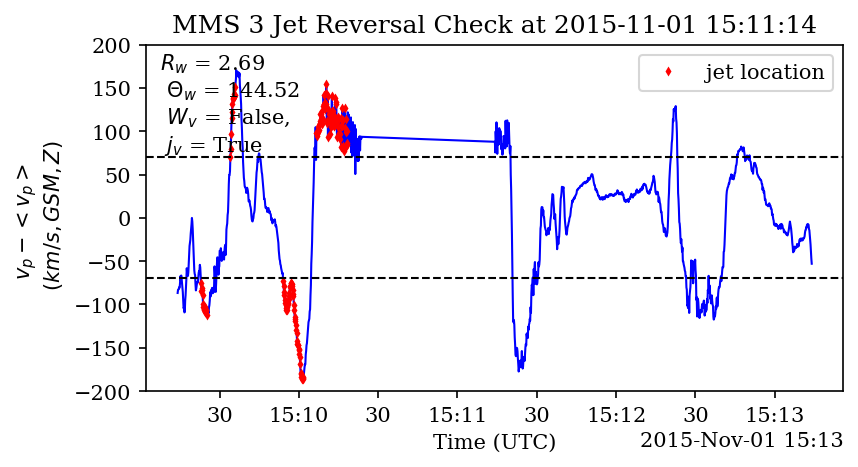 MMS 3 Jet Reversal Check at 2015-11-01 15:11:14
R_w = 2.69
Θ_w = 144.52
W_v = False,
j_v = True
jet location
200
150
100
50
0
−50
−100
−150
−200
v_p − < v_p >
(km/s, GSM, Z)
30 15:10 30 15:11 30 15:12 30 15:13
Time (UTC)
2015-Nov-01 15:13